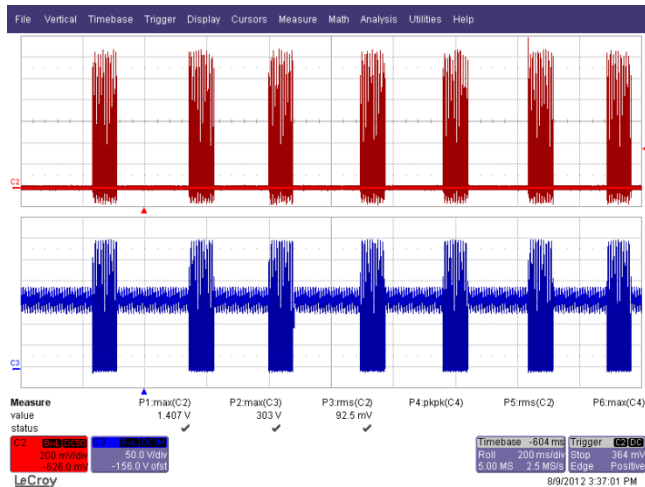 File Vertical Timebase Trigger Display Cursors Measure Math Analysis Utilities Help
C2
C3
Measure P1:max(C2) P2:max(C3) P3:rms(C2) P4:pkpk(C4) P5:rms(C2) P6:max(C4)
value 1.407 V 303 V 92.5 mV
status
C2 BwL DC50
200 mV/div 50.0 V/div
-626.0 mV -156.0 V ofst
Timebase -604 ms Trigger C2 DC
Roll 200 ms/div Stop 364 mV
5.00 MS 2.5 MS/s Edge Positive
LeCroy 8/9/2012 3:37:01 PM